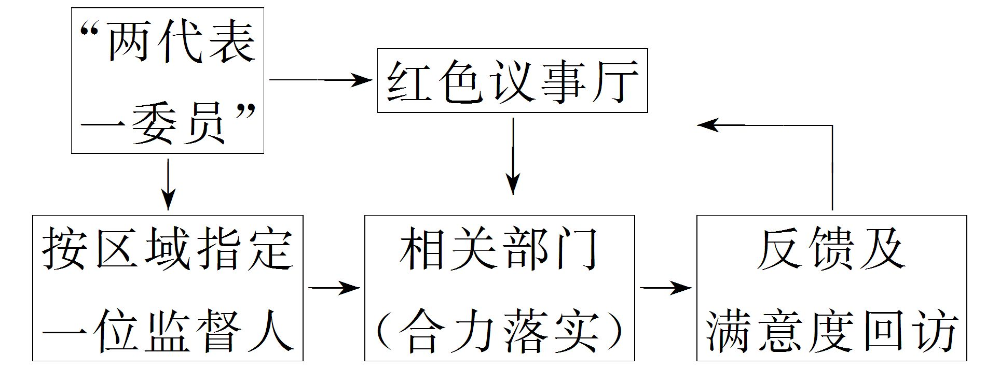 “两代表
一委员”
红色议事厅
按区域指定
一位监督人
相关部门
（合力落实）
反馈及
满意度回访